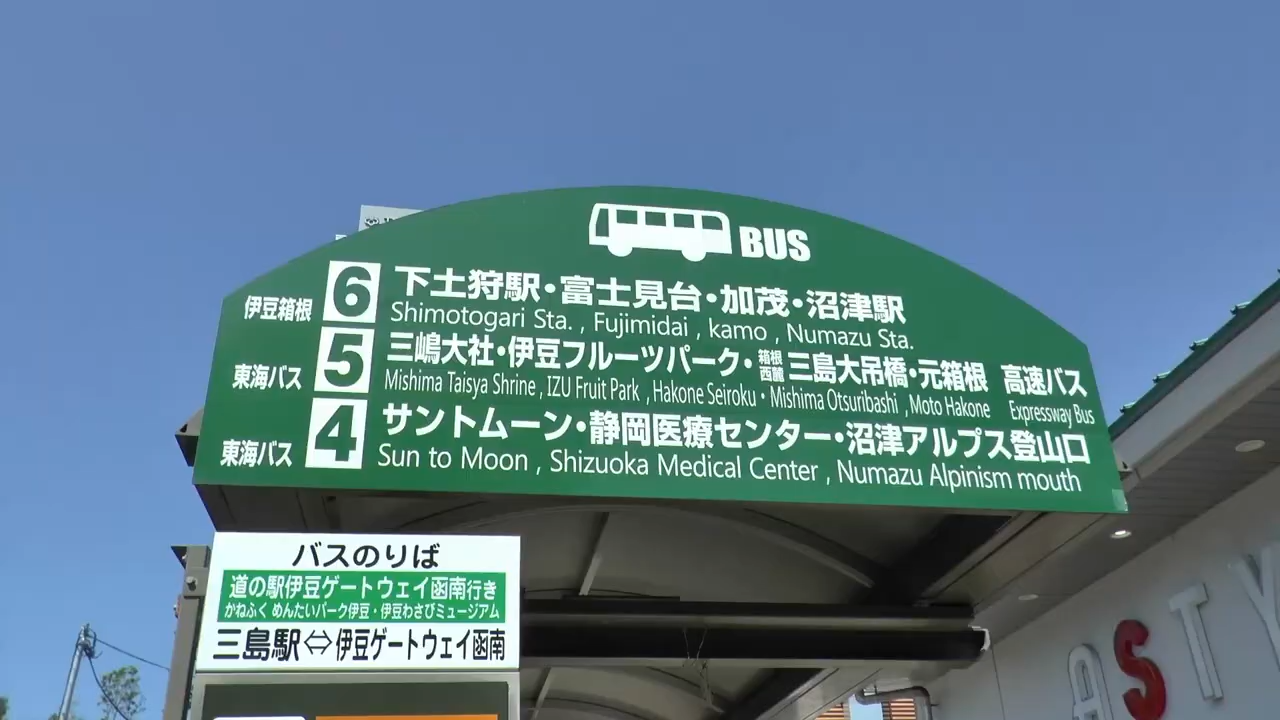 BUS
伊豆箱根 6 下土狩駅・富士見台・加茂・沼津駅
Shimotogari Sta. , Fujimidai , kamo , Numazu Sta.
東海バス 5 三嶋大社・伊豆フルーツパーク・箱根西麓三島大吊橋・元箱根 高速バス
Mishima Taisya Shrine , IZU Fruit Park , Hakone Seiroku・Mishima Otsuribashi , Moto Hakone Expressway Bus
東海バス 4 サントムーン・静岡医療センター・沼津アルプス登山口
Sun to Moon , Shizuoka Medical Center , Numazu Alpinism mouth
バスのりば
道の駅伊豆ゲートウェイ函南行き
かねふく めんたいパーク伊豆・伊豆わさびミュージアム
三島駅⇔伊豆ゲートウェイ函南
ASTY